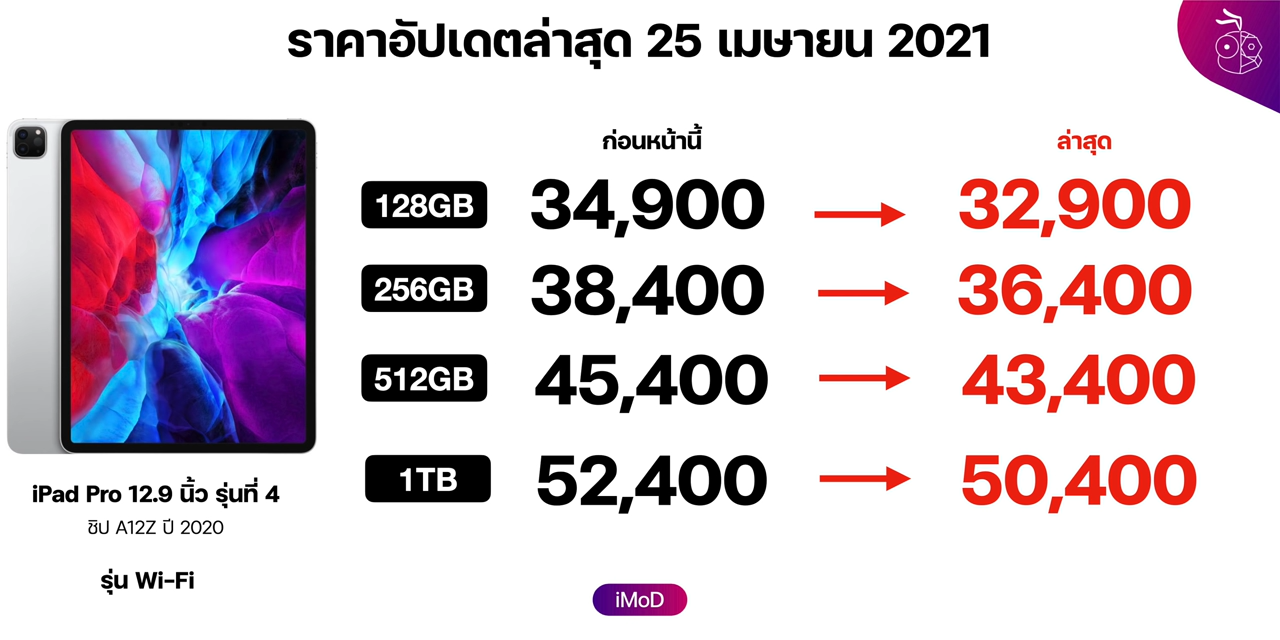 ราคาอัปเดตล่าสุด 25 เมษายน 2021
ก่อนหน้านี้ ล่าสุด
128GB 34,900 32,900
256GB 38,400 36,400
512GB 45,400 43,400
1TB 52,400 50,400
iPad Pro 12.9 นิ้ว รุ่นที่ 4
ชิป A12Z ปี 2020
รุ่น Wi-Fi
iMoD